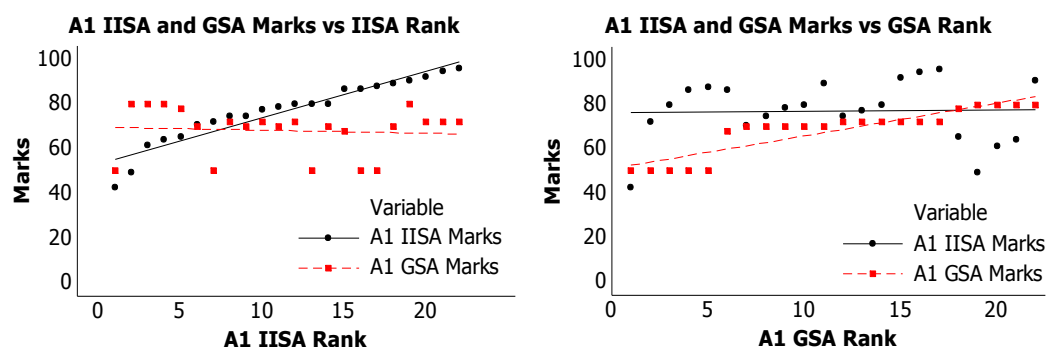 A1 IISA and GSA Marks vs IISA Rank
100
80
60
40
20
0
Marks
Variable
A1 IISA Marks
A1 GSA Marks
0 5 10 15 20
A1 IISA Rank
A1 IISA and GSA Marks vs GSA Rank
100
80
60
40
20
0
Marks
Variable
A1 IISA Marks
A1 GSA Marks
0 5 10 15 20
A1 GSA Rank